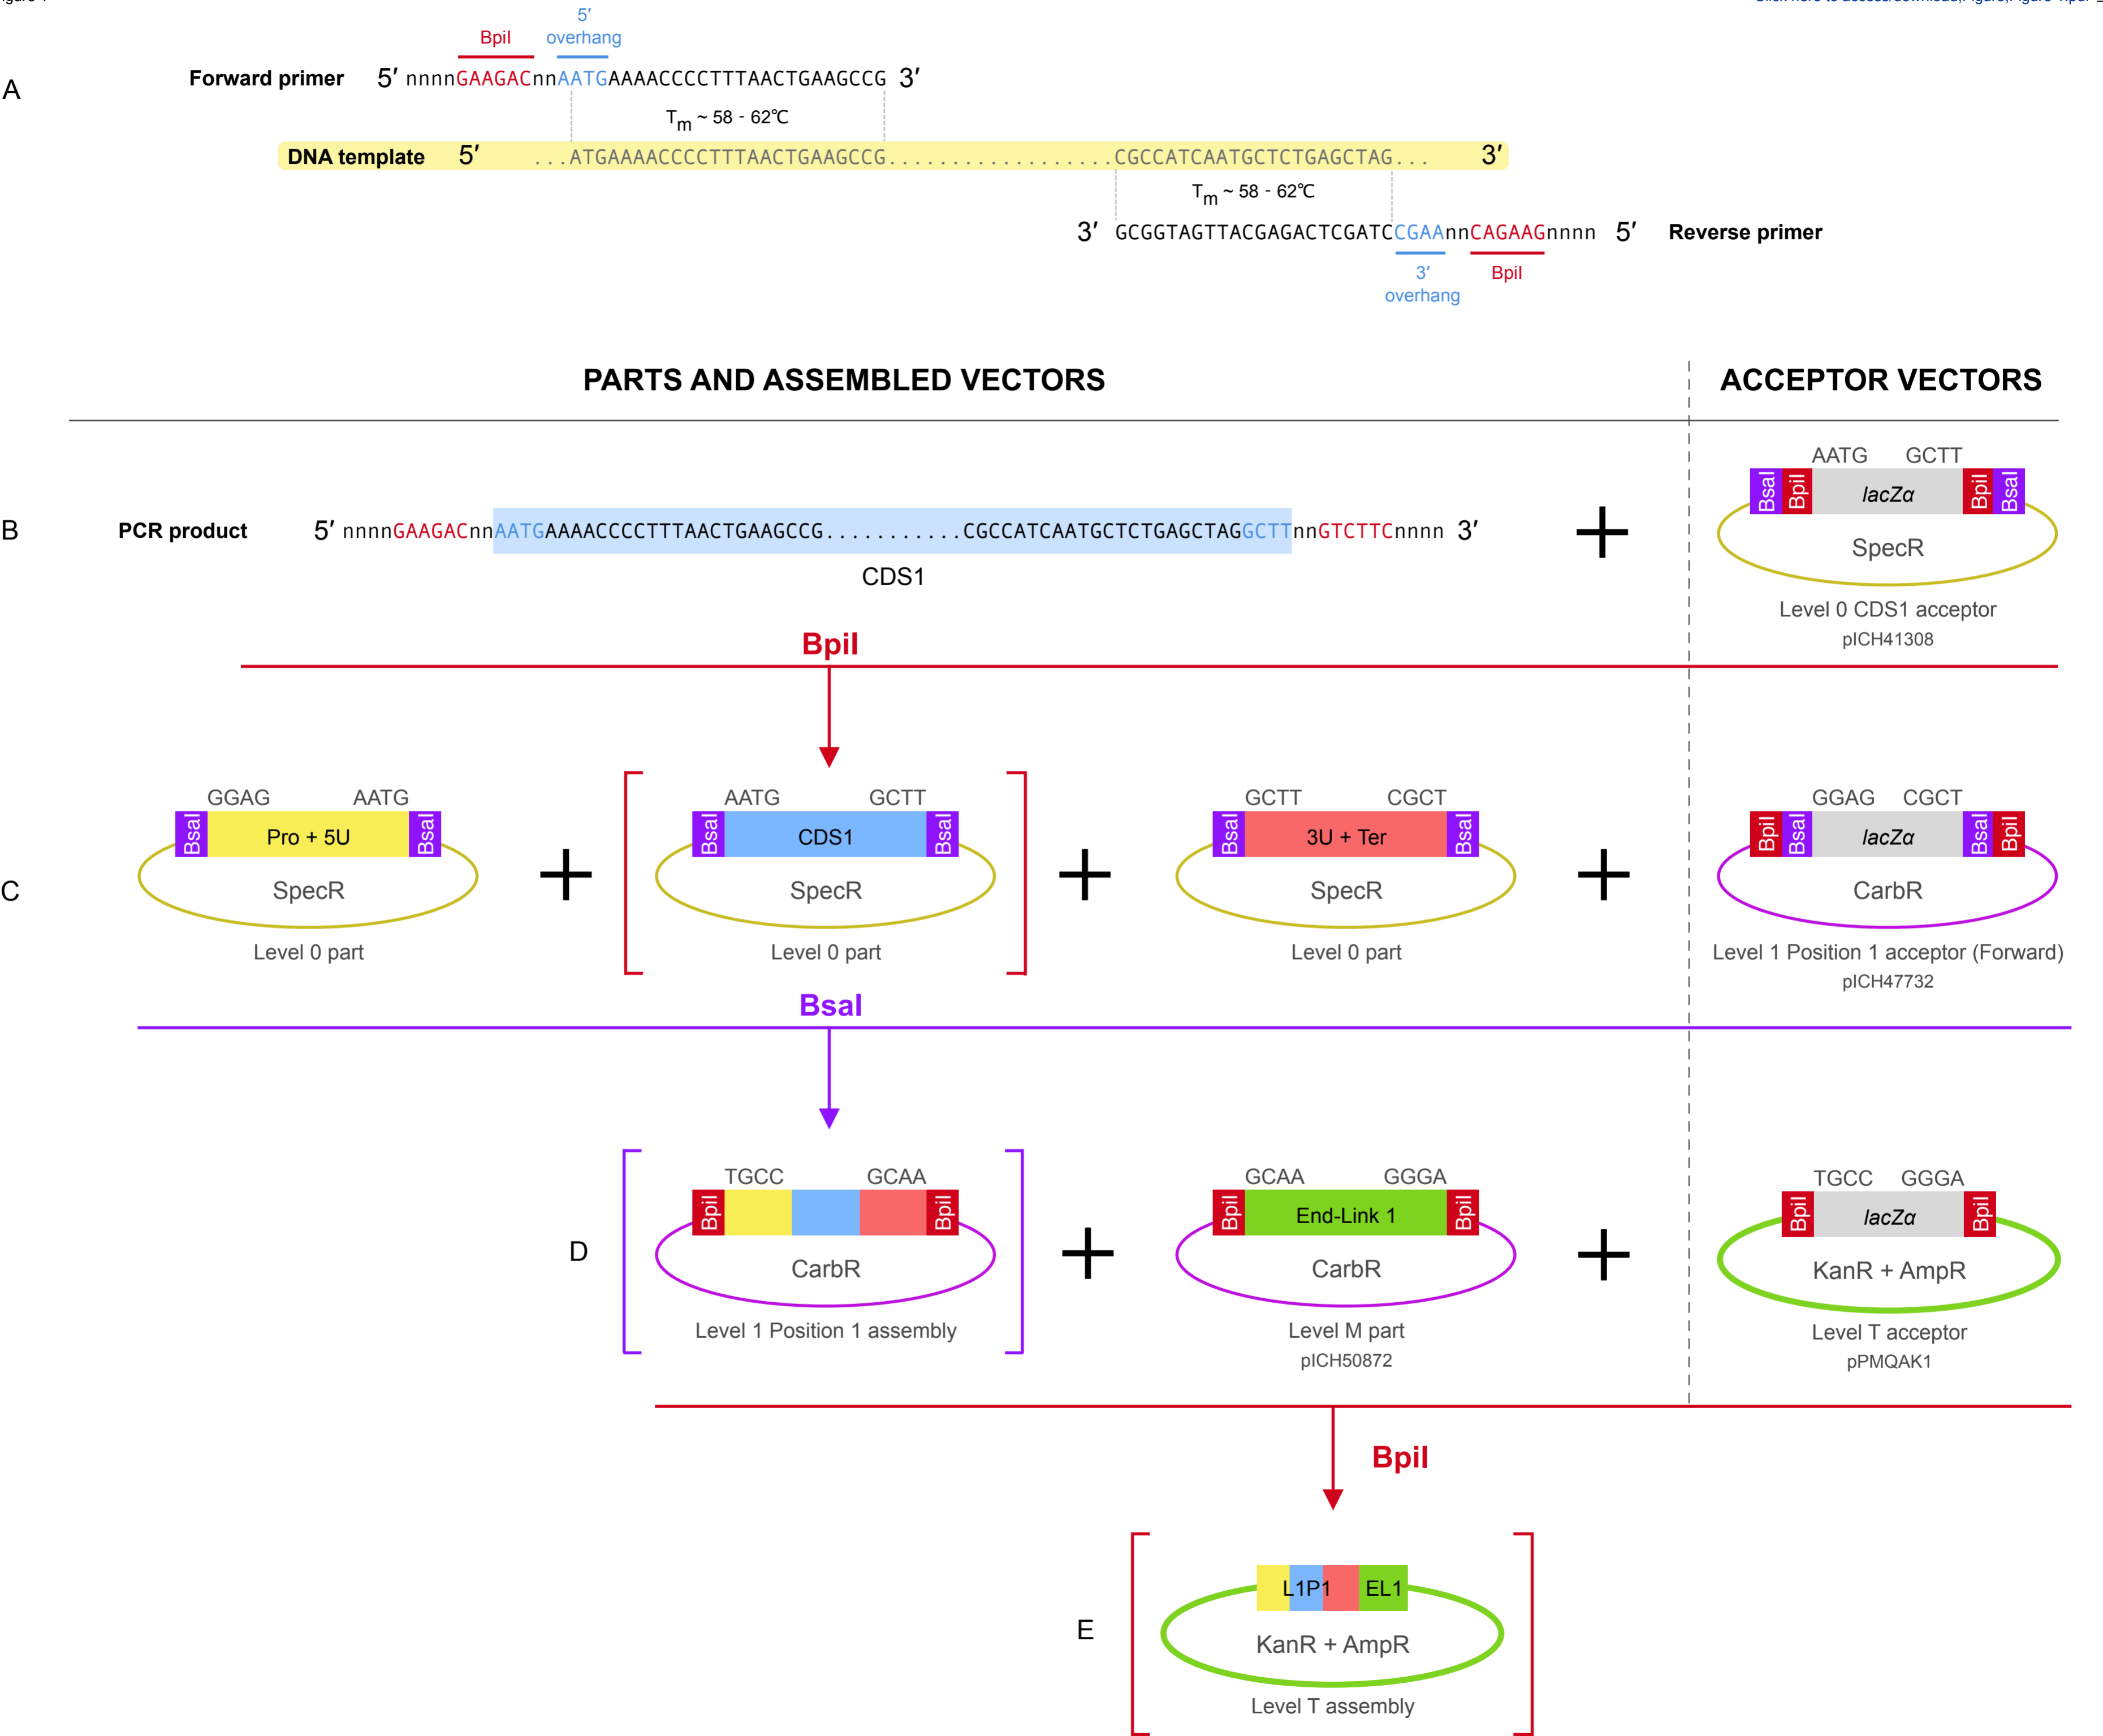 BpiI
5′
overhang
A
Forward primer 5′ nnnnGAAGACnnAATGAAAACCCCTTTAACTGAAGCCG 3′
Tm ~ 58 - 62℃
DNA template 5′ ...ATGAAAACCCCTTTAACTGAAGCCG..................CGCCATCAATGCTCTGAGCTAG... 3′
Tm ~ 58 - 62℃
3′ GCGGTAGTTACGAGACTCGATCCGAAnnCAGAAGnnnn 5′ Reverse primer
3′
overhang
BpiI
PARTS AND ASSEMBLED VECTORS
ACCEPTOR VECTORS
B
PCR product 5′ nnnnGAAGACnnAATGAAAACCCCTTTAACTGAAGCCG...........CGCCATCAATGCTCTGAGCTAGGCTTnnGTCTTCnnnn 3′
CDS1
+
AATG GCTT
BsaI BpiI lacZα BpiI BsaI
SpecR
Level 0 CDS1 acceptor
pICH41308
BpiI
C
GGAG AATG
BsaI Pro + 5U BsaI
SpecR
Level 0 part
+
AATG GCTT
BsaI CDS1 BsaI
SpecR
Level 0 part
+
GCTT CGCT
BsaI 3U + Ter BsaI
SpecR
Level 0 part
+
GGAG CGCT
BpiI BsaI lacZα BsaI BpiI
CarbR
Level 1 Position 1 acceptor (Forward)
pICH47732
BsaI
D
TGCC GCAA
BpiI BpiI
CarbR
Level 1 Position 1 assembly
+
GCAA GGGA
BpiI End-Link 1 BpiI
CarbR
Level M part
pICH50872
+
TGCC GGGA
BpiI lacZα BpiI
KanR + AmpR
Level T acceptor
pPMQAK1
BpiI
E
L1P1 EL1
KanR + AmpR
Level T assembly